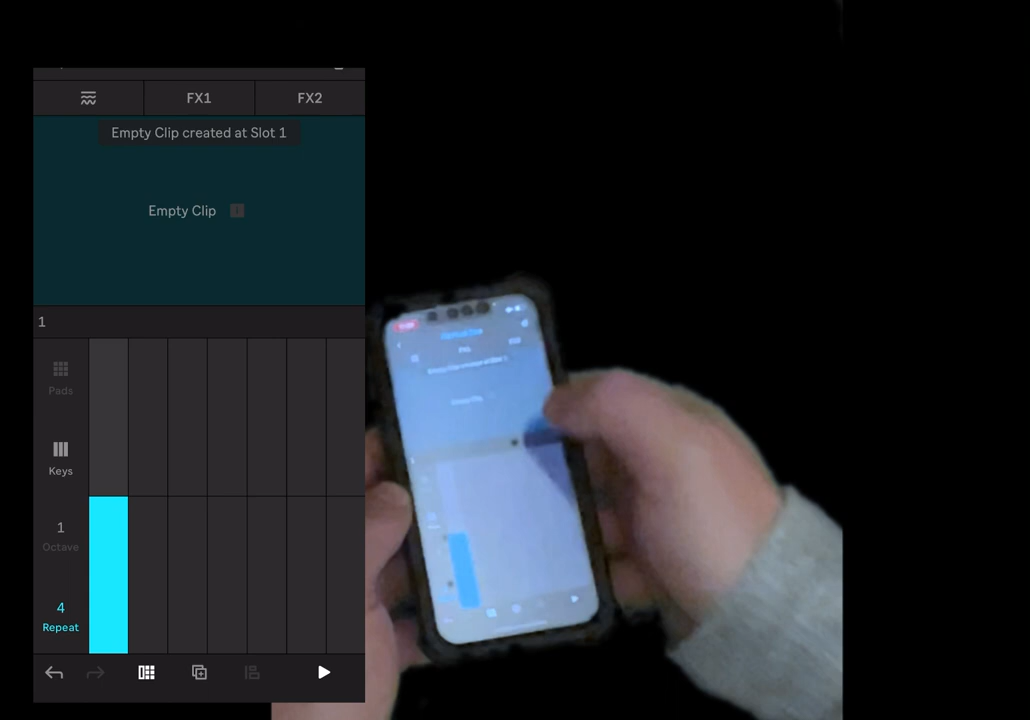 FX1
FX2
Empty Clip created at Slot 1
Empty Clip
1
Pads
Keys
1
Octave
4
Repeat